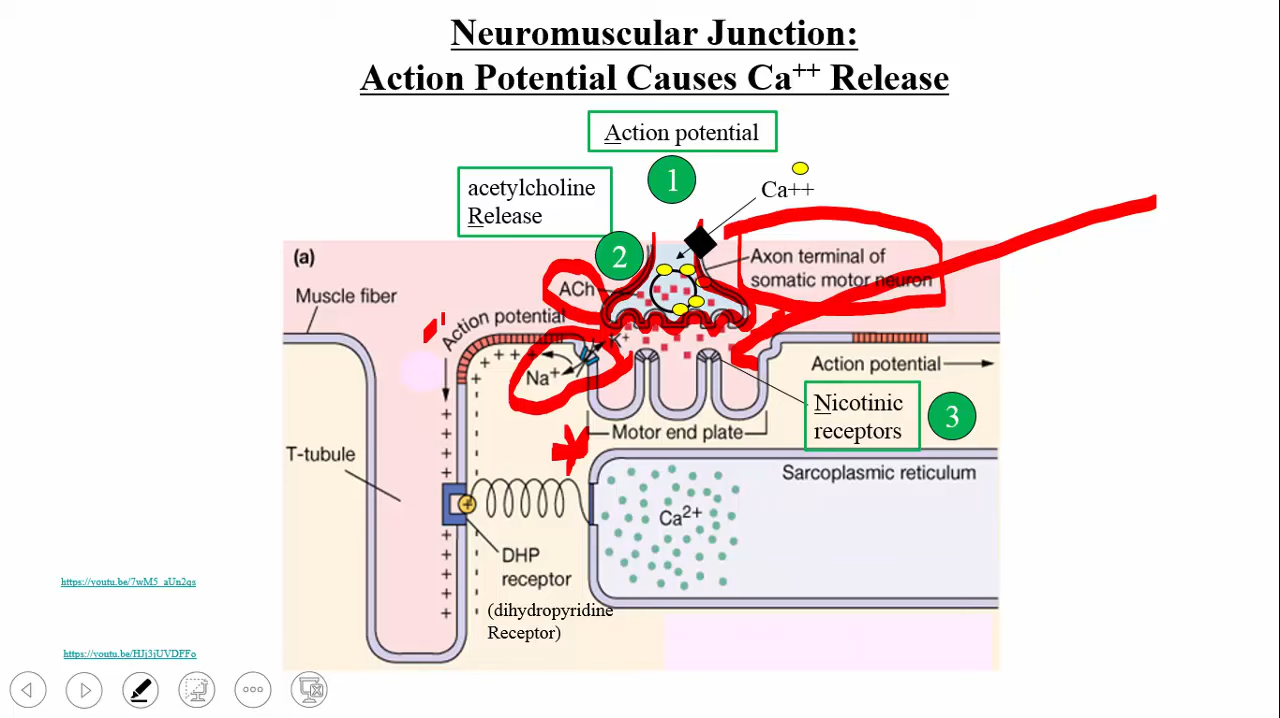 Neuromuscular Junction:
Action Potential Causes Ca++ Release
Action potential
1
acetylcholine
Release
Ca++
2
(a)
Axon terminal of
somatic motor neuron
ACh
Muscle fiber
Action potential
K+
Na+
Action potential
Nicotinic
receptors
3
Motor end plate
T-tubule
Sarcoplasmic reticulum
Ca2+
DHP
receptor
(dihydropyridine
Receptor)
https://youtu.be/7wM5_aUn2qs
https://youtu.be/HJj3jUVDFFo